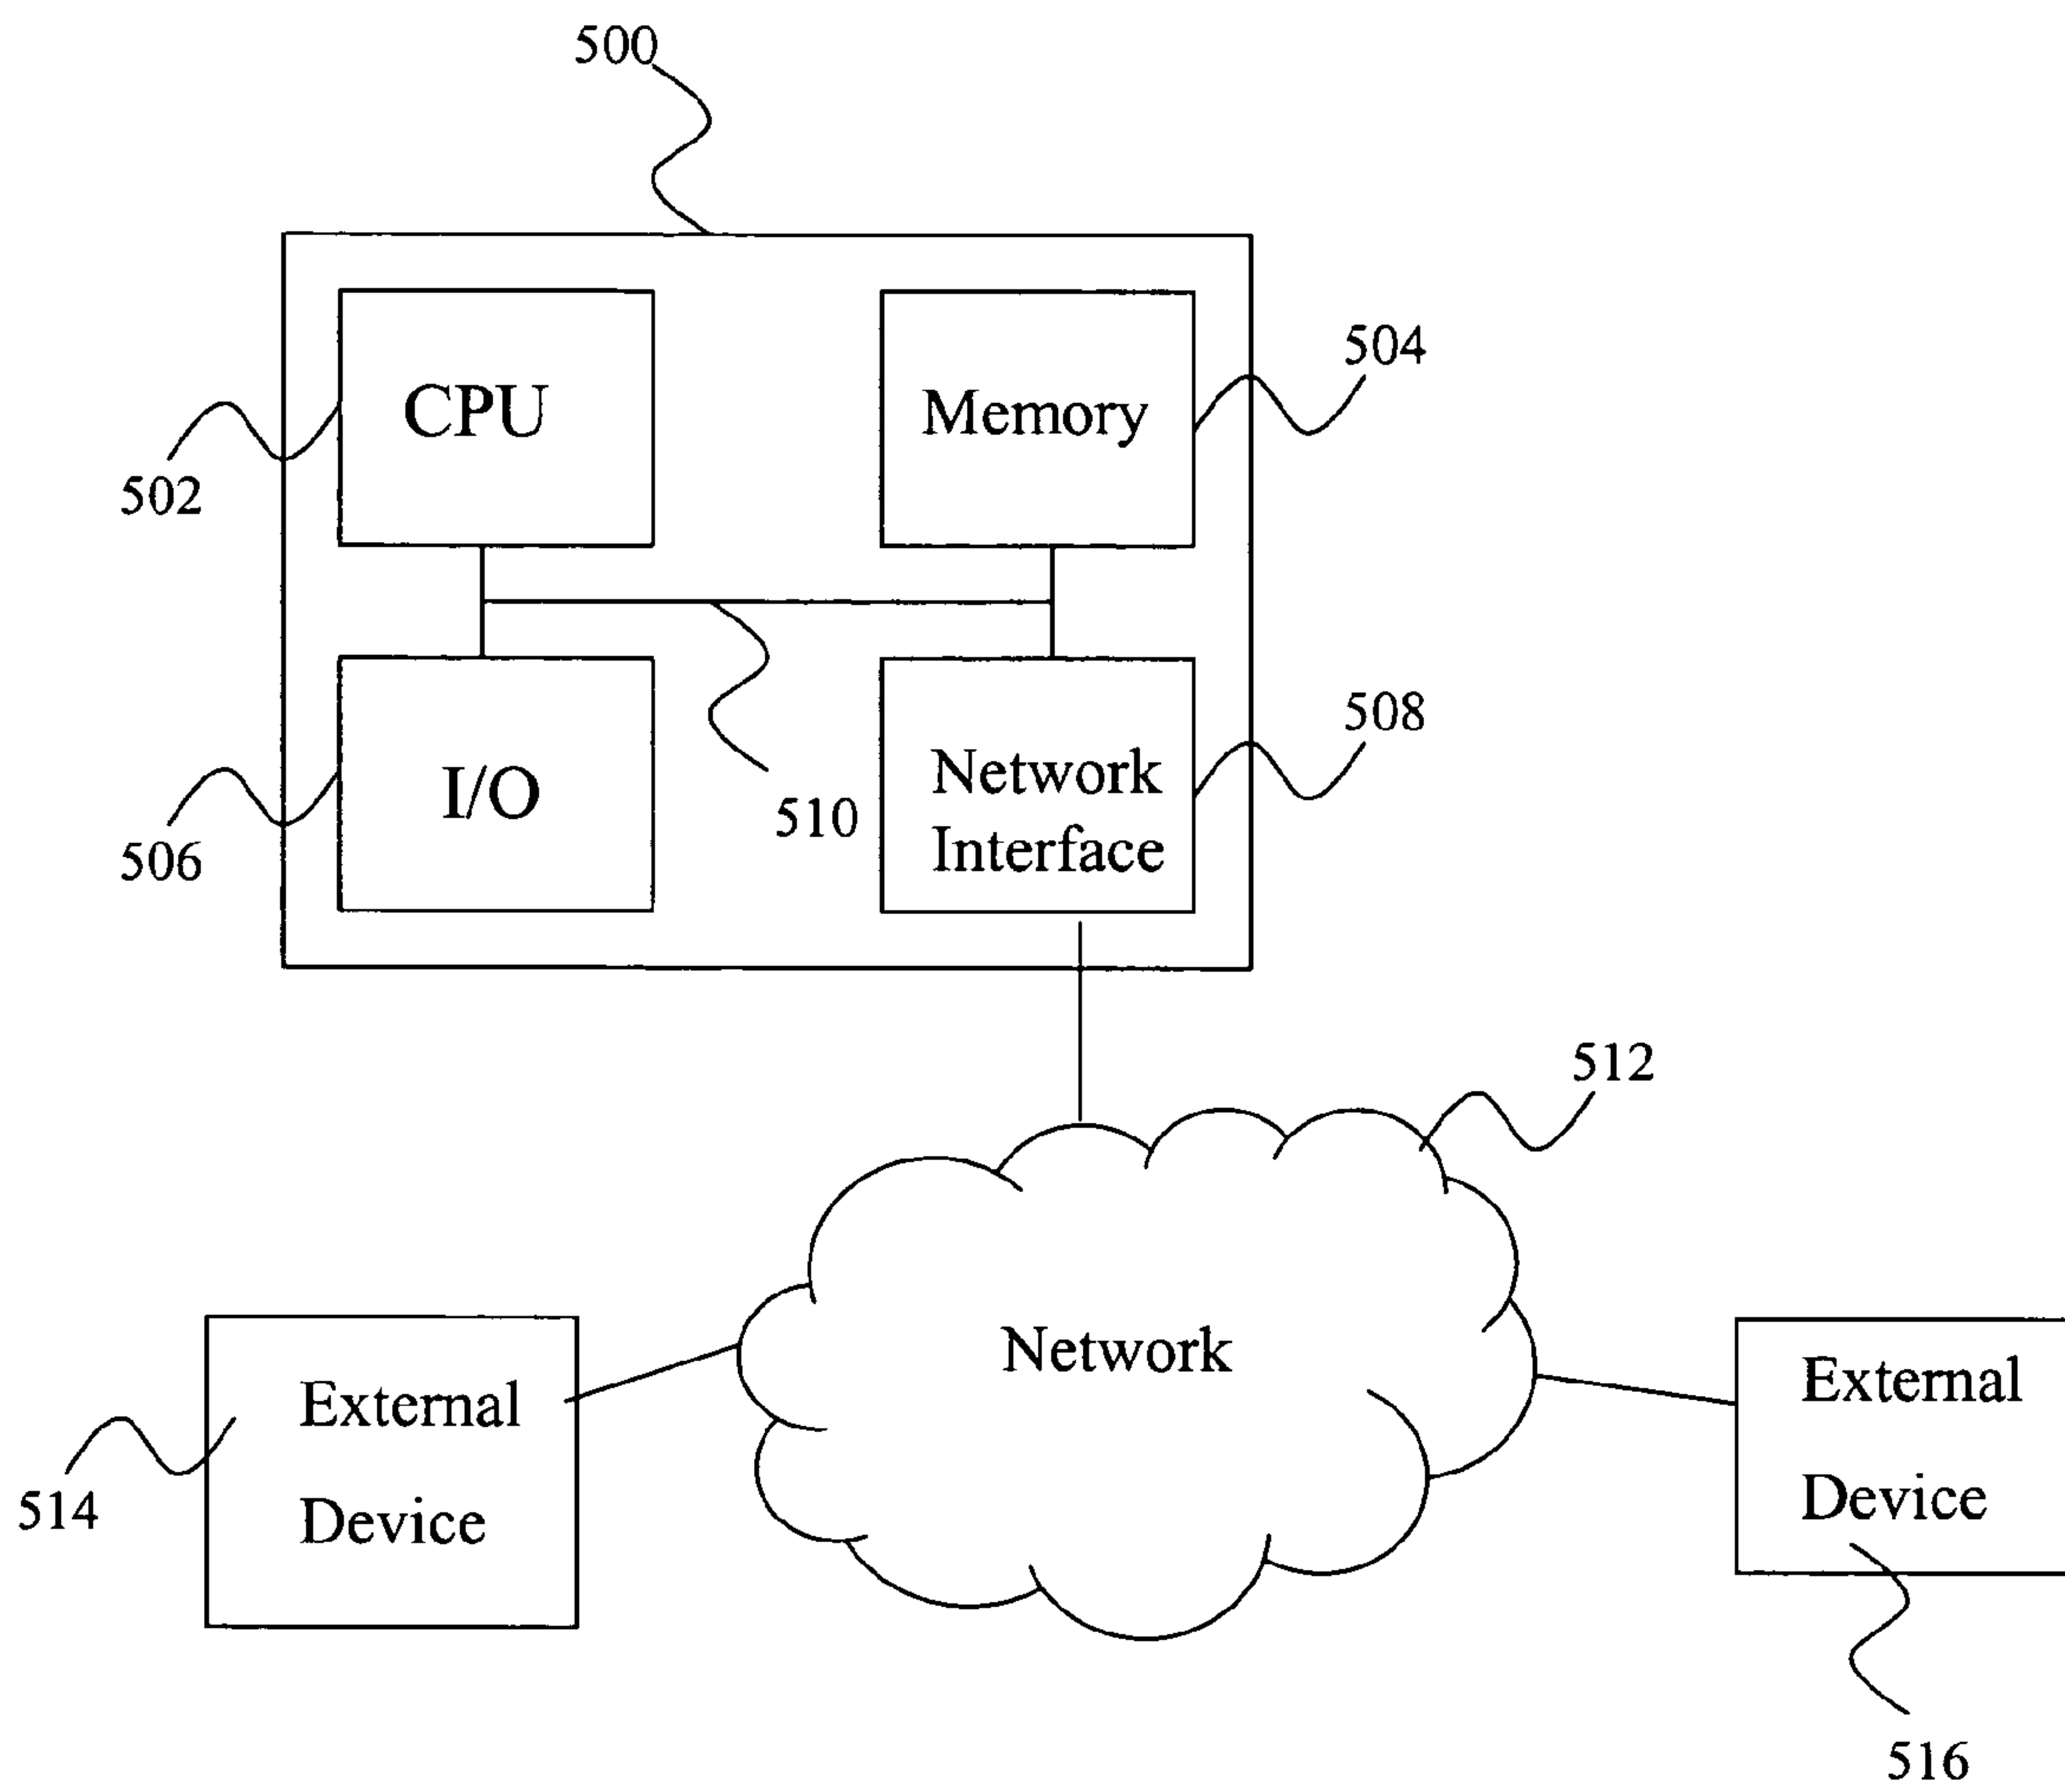 500
CPU
Memory
504
502
I/O
Network
Interface
508
510
506
512
Network
External
Device
External
Device
514
516